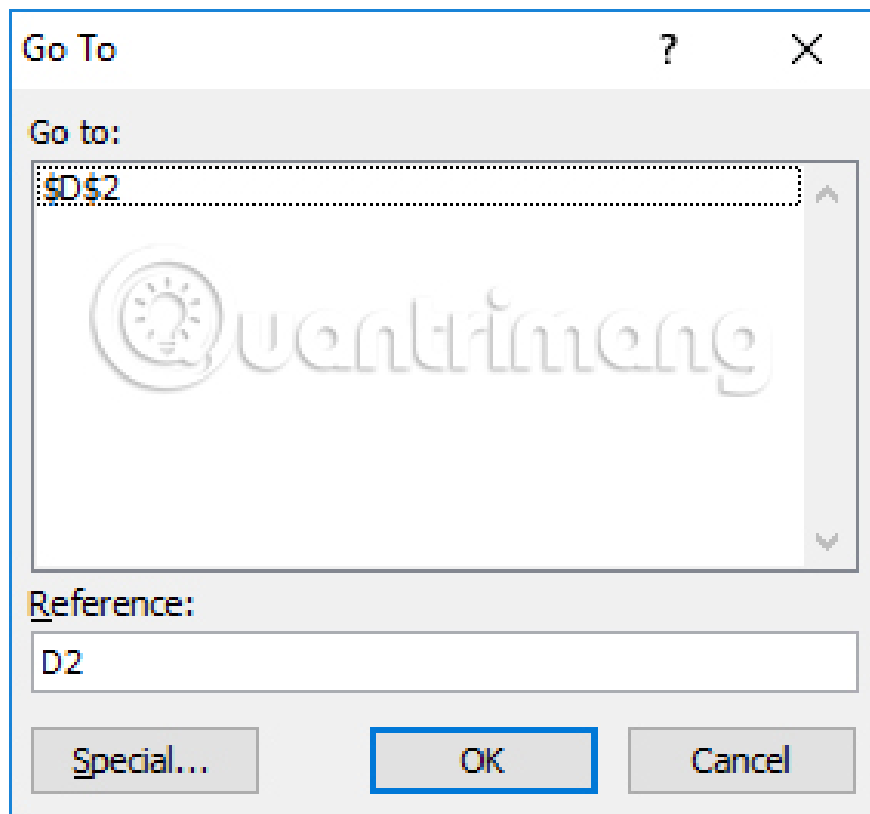 Go To
?
Go to:
$D$2
Quantrimang
Reference:
D2
Special...
OK
Cancel